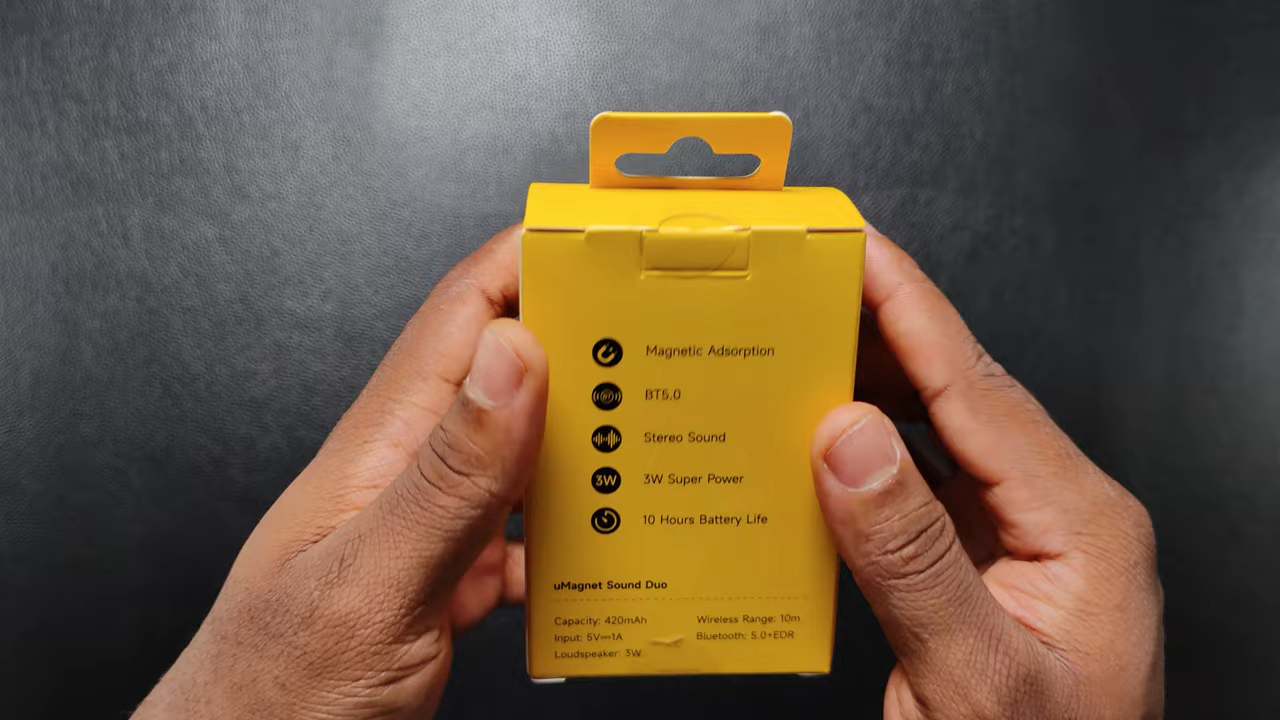 Magnetic Adsorption
BT5.0
Stereo Sound
3W
3W Super Power
10 Hours Battery Life
uMagnet Sound Duo
Capacity: 420mAh
Input: 5V⎓1A
Loudspeaker: 3W
Wireless Range: 10m
Bluetooth: 5.0+EDR